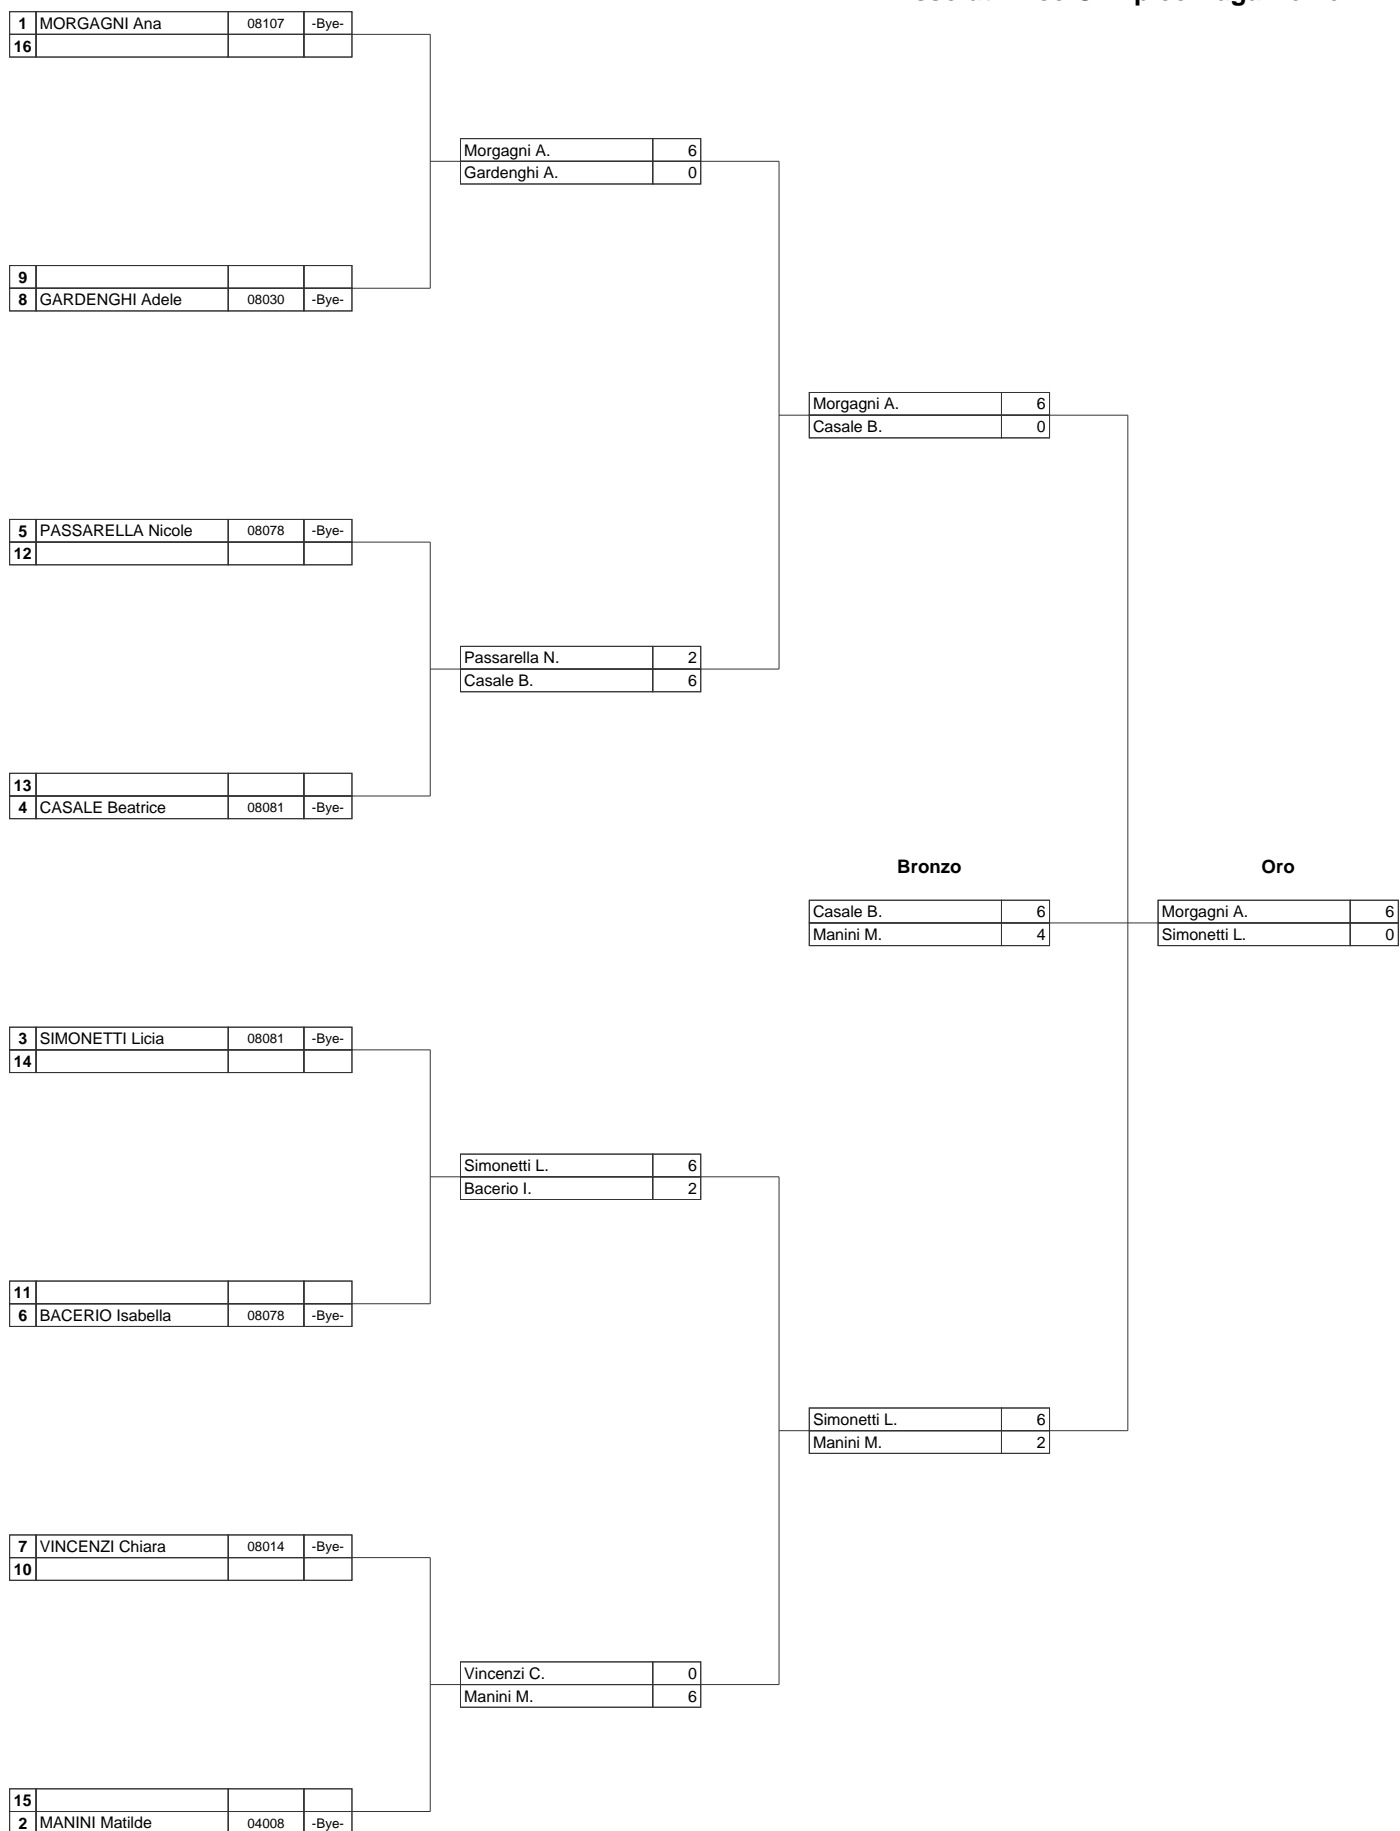 1 MORGAGNI Ana 08107 -Bye-
16
Morgagni A. 6
Gardenghi A. 0
9
8 GARDENGHI Adele 08030 -Bye-
Morgagni A. 6
Casale B. 0
5 PASSARELLA Nicole 08078 -Bye-
12
Passarella N. 2
Casale B. 6
13
4 CASALE Beatrice 08081 -Bye-
Bronzo Oro
Casale B. 6 Morgagni A. 6
Manini M. 4 Simonetti L. 0
3 SIMONETTI Licia 08081 -Bye-
14
Simonetti L. 6
Bacerio I. 2
11
6 BACERIO Isabella 08078 -Bye-
Simonetti L. 6
Manini M. 2
7 VINCENZI Chiara 08014 -Bye-
10
Vincenzi C. 0
Manini M. 6
15
2 MANINI Matilde 04008 -Bye-